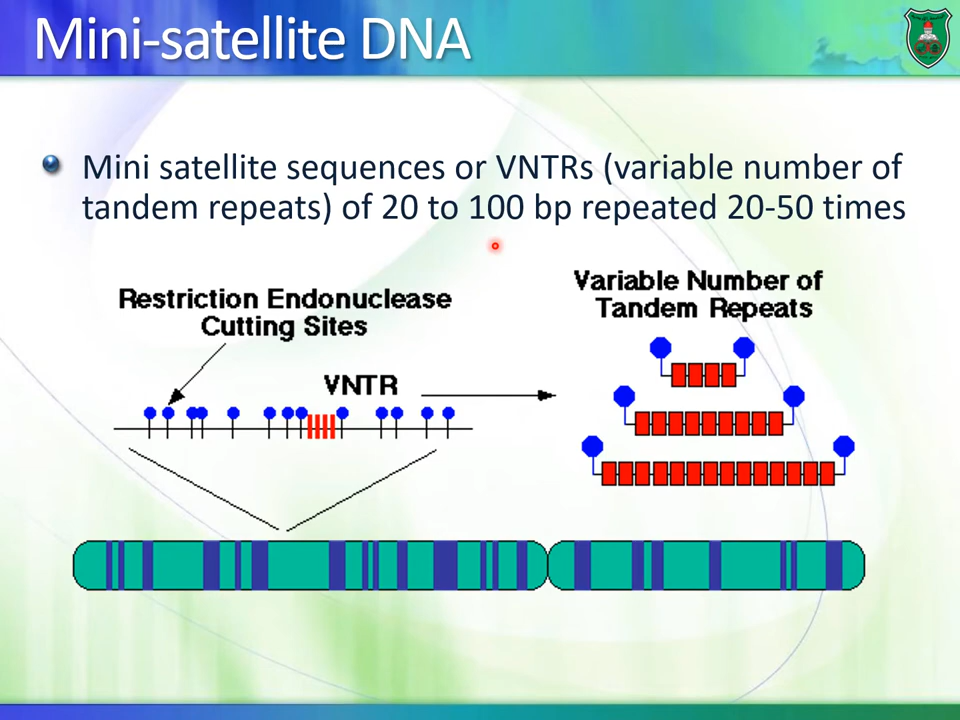 Mini-satellite DNA
Mini satellite sequences or VNTRs (variable number of
tandem repeats) of 20 to 100 bp repeated 20-50 times
Restriction Endonuclease
Cutting Sites
VNTR
Variable Number of
Tandem Repeats